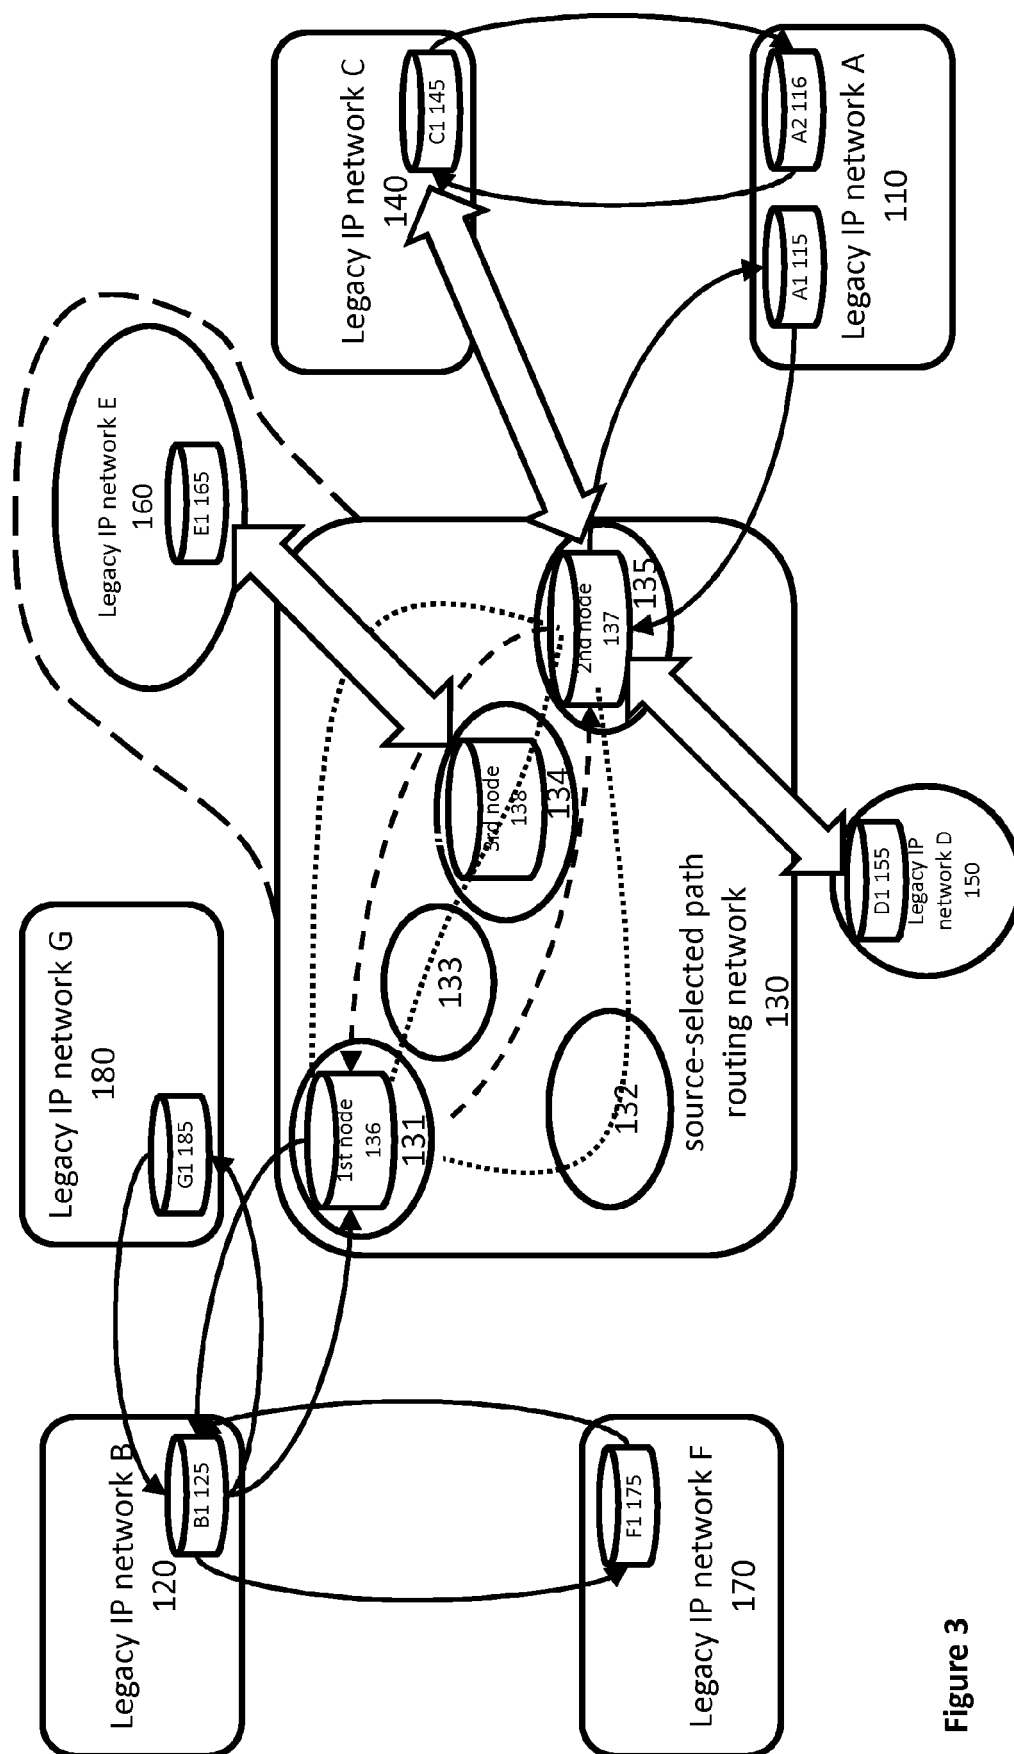 Legacy IP network B
120
B1 125
Legacy IP network G
180
G1 185
Legacy IP network E
160
E1 165
Legacy IP network C
140
C1 145
1st node
136
131
133
3rd node
138
134
2nd node
137
135
132
source-selected path
routing network
130
Legacy IP network F
170
F1 175
D1 155
Legacy IP
network D
150
A1 115
A2 116
Legacy IP network A
110
Figure 3